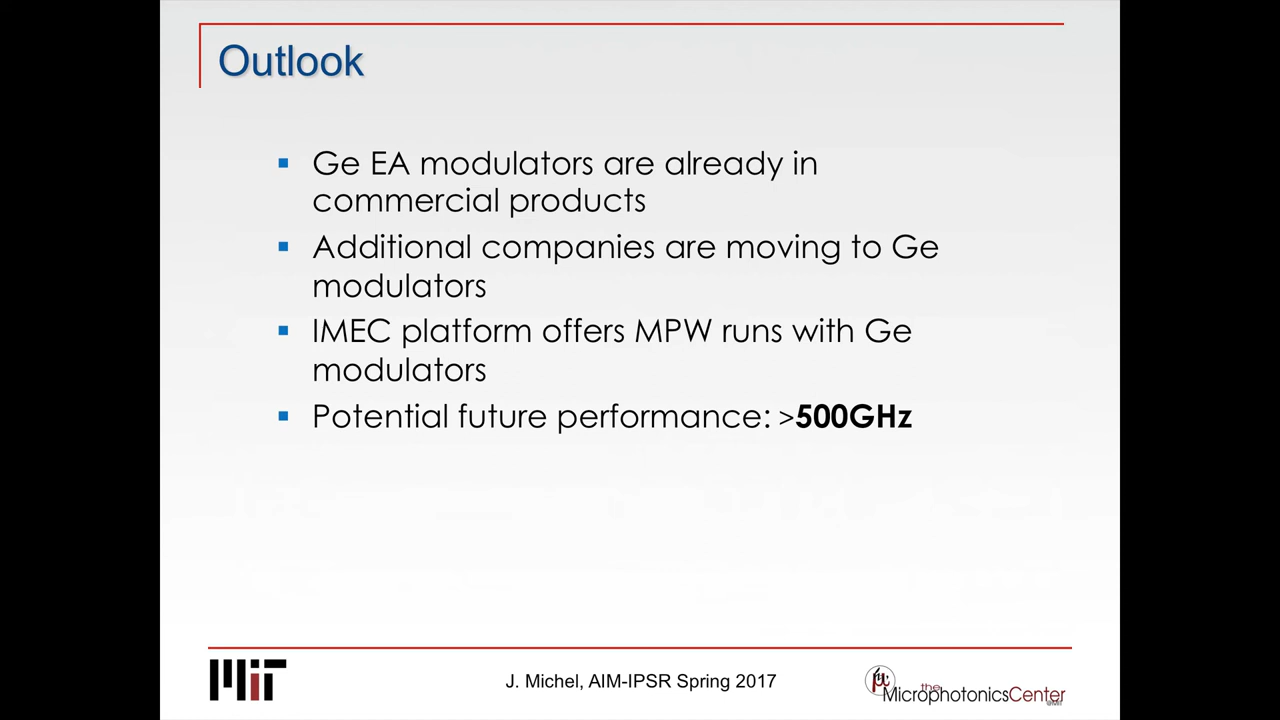 Outlook
Ge EA modulators are already in
commercial products
Additional companies are moving to Ge
modulators
IMEC platform offers MPW runs with Ge
modulators
Potential future performance: >500GHz
MIT
J. Michel, AIM-IPSR Spring 2017
the
MicrophotonicsCenter